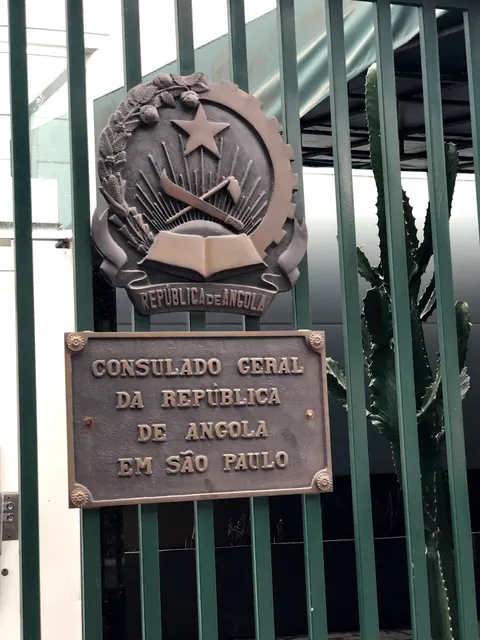 REPÚBLICA DE ANGOLA
CONSULADO GERAL
DA REPÚBLICA
DE ANGOLA
EM SÃO PAULO